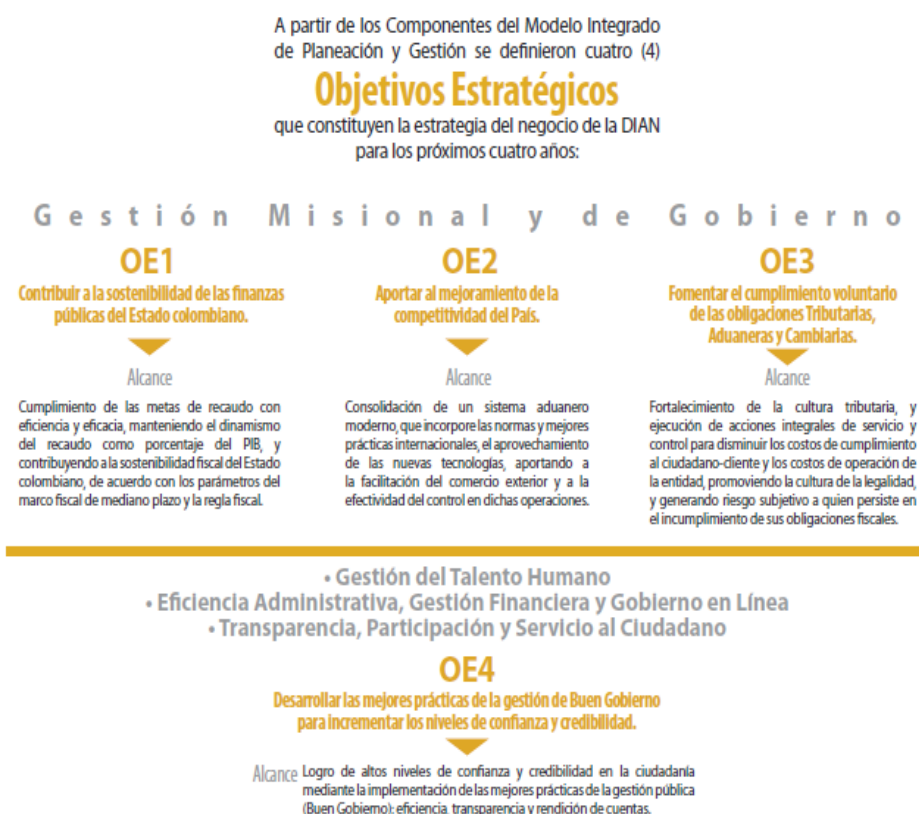 A partir de los Componentes del Modelo Integrado
de Planeación y Gestión se definieron cuatro (4)
Objetivos Estratégicos
que constituyen la estrategia del negocio de la DIAN
para los próximos cuatro años:
Gestión Misional y de Gobierno
OE1
Contribuir a la sostenibilidad de las finanzas
públicas del Estado colombiano.
Alcance
Cumplimiento de las metas de recaudo con
eficiencia y eficacia, manteniendo el dinamismo
del recaudo como porcentaje del PIB, y
contribuyendo a la sostenibilidad fiscal del Estado
colombiano, de acuerdo con los parámetros del
marco fiscal de mediano plazo y la regla fiscal.
OE2
Aportar al mejoramiento de la
competitividad del País.
Alcance
Consolidación de un sistema aduanero
moderno, que incorpore las normas y mejores
prácticas internacionales, el aprovechamiento
de las nuevas tecnologías, aportando a
la facilitación del comercio exterior y a la
efectividad del control en dichas operaciones.
OE3
Fomentar el cumplimiento voluntario
de las obligaciones Tributarias,
Aduaneras y Cambiarias.
Alcance
Fortalecimiento de la cultura tributaria, y
ejecución de acciones integrales de servicio y
control para disminuir los costos de cumplimiento
al ciudadano-cliente y los costos de operación de
la entidad, promoviendo la cultura de la legalidad,
y generando riesgo subjetivo a quien persiste en
el incumplimiento de sus obligaciones fiscales.
• Gestión del Talento Humano
• Eficiencia Administrativa, Gestión Financiera y Gobierno en Línea
• Transparencia, Participación y Servicio al Ciudadano
OE4
Desarrollar las mejores prácticas de la gestión de Buen Gobierno
para incrementar los niveles de confianza y credibilidad.
Alcance Logro de altos niveles de confianza y credibilidad en la ciudadanía
mediante la implementación de las mejores prácticas de la gestión pública
(Buen Gobierno): eficiencia, transparencia y rendición de cuentas.